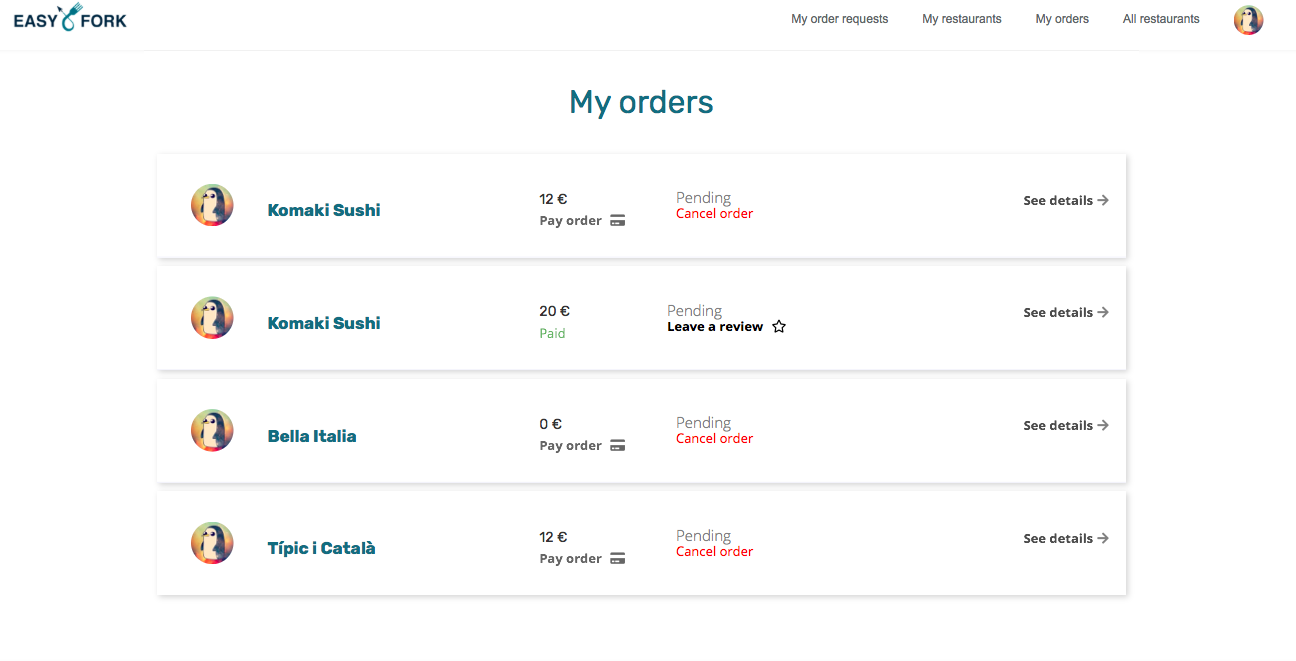 EASY FORK
My order requests
My restaurants
My orders
All restaurants
My orders
Komaki Sushi
12 €
Pay order
Pending
Cancel order
See details →
Komaki Sushi
20 €
Paid
Pending
Leave a review
See details →
Bella Italia
0 €
Pay order
Pending
Cancel order
See details →
Típic i Català
12 €
Pay order
Pending
Cancel order
See details →